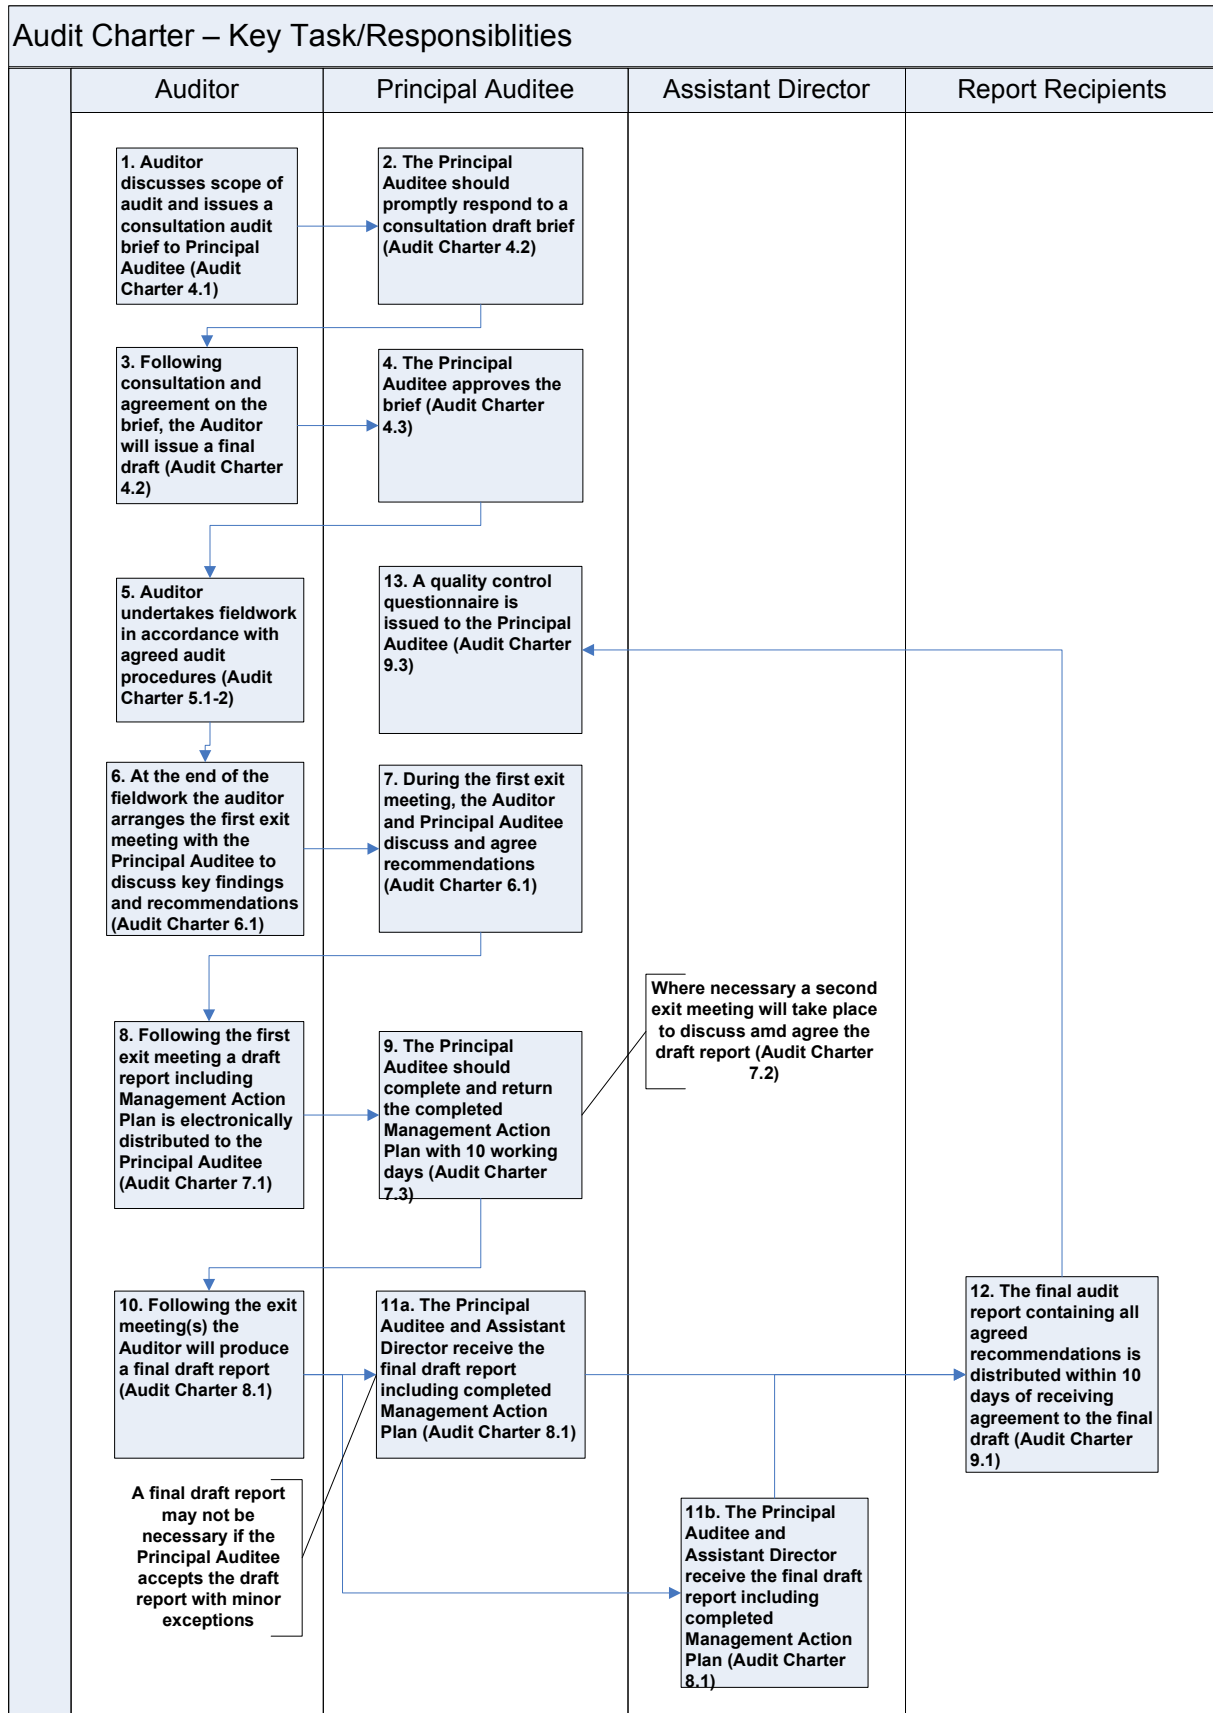 Audit Charter – Key Task/Responsiblities
Auditor
Principal Auditee
Assistant Director
Report Recipients
1. Auditor
discusses scope of
audit and issues a
consultation audit
brief to Principal
Auditee (Audit
Charter 4.1)
2. The Principal
Auditee should
promptly respond to a
consultation draft brief
(Audit Charter 4.2)
3. Following
consultation and
agreement on the
brief, the Auditor
will issue a final
draft (Audit Charter
4.2)
4. The Principal
Auditee approves the
brief (Audit Charter
4.3)
5. Auditor
undertakes fieldwork
in accordance with
agreed audit
procedures (Audit
Charter 5.1-2)
13. A quality control
questionnaire is
issued to the Principal
Auditee (Audit Charter
9.3)
6. At the end of the
fieldwork the auditor
arranges the first exit
meeting with the
Principal Auditee to
discuss key findings
and recommendations
(Audit Charter 6.1)
7. During the first exit
meeting, the Auditor
and Principal Auditee
discuss and agree
recommendations
(Audit Charter 6.1)
8. Following the first
exit meeting a draft
report including
Management Action
Plan is electronically
distributed to the
Principal Auditee
(Audit Charter 7.1)
9. The Principal
Auditee should
complete and return
the completed
Management Action
Plan with 10 working
days (Audit Charter
7.3)
Where necessary a second
exit meeting will take place
to discuss amd agree the
draft report (Audit Charter
7.2)
10. Following the exit
meeting(s) the
Auditor will produce
a final draft report
(Audit Charter 8.1)
11a. The Principal
Auditee and Assistant
Director receive the
final draft report
including completed
Management Action
Plan (Audit Charter 8.1)
12. The final audit
report containing all
agreed
recommendations is
distributed within 10
days of receiving
agreement to the final
draft (Audit Charter
9.1)
A final draft report
may not be
necessary if the
Principal Auditee
accepts the draft
report with minor
exceptions
11b. The Principal
Auditee and
Assistant Director
receive the final draft
report including
completed
Management Action
Plan (Audit Charter
8.1)